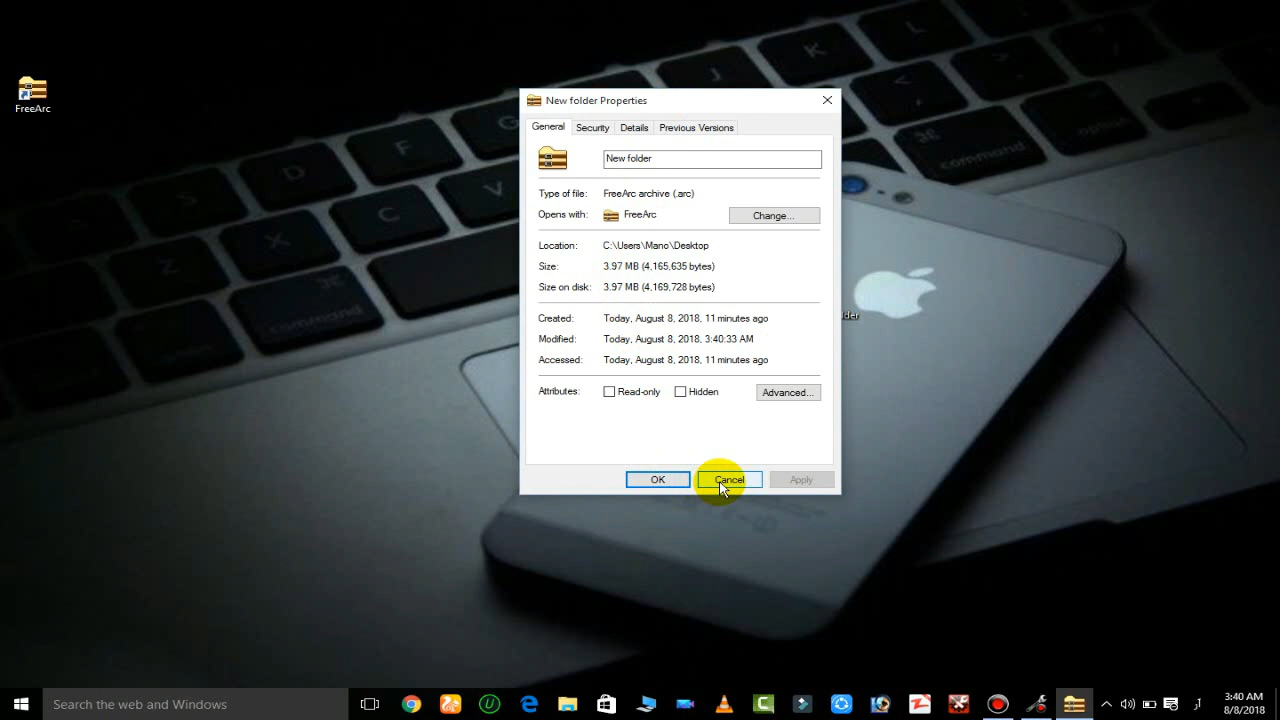 FreeArc
New folder Properties
General Security Details Previous Versions
New folder
Type of file: FreeArc archive (.arc)
Opens with: FreeArc Change...
Location: C:\Users\Mano\Desktop
Size: 3.97 MB (4,165,635 bytes)
Size on disk: 3.97 MB (4,169,728 bytes)
Created: Today, August 8, 2018, 11 minutes ago
Modified: Today, August 8, 2018, 3:40:33 AM
Accessed: Today, August 8, 2018, 11 minutes ago
Attributes: Read-only Hidden Advanced...
OK Cancel Apply
command
option
command
Search the web and Windows
3:40 AM
8/8/2018